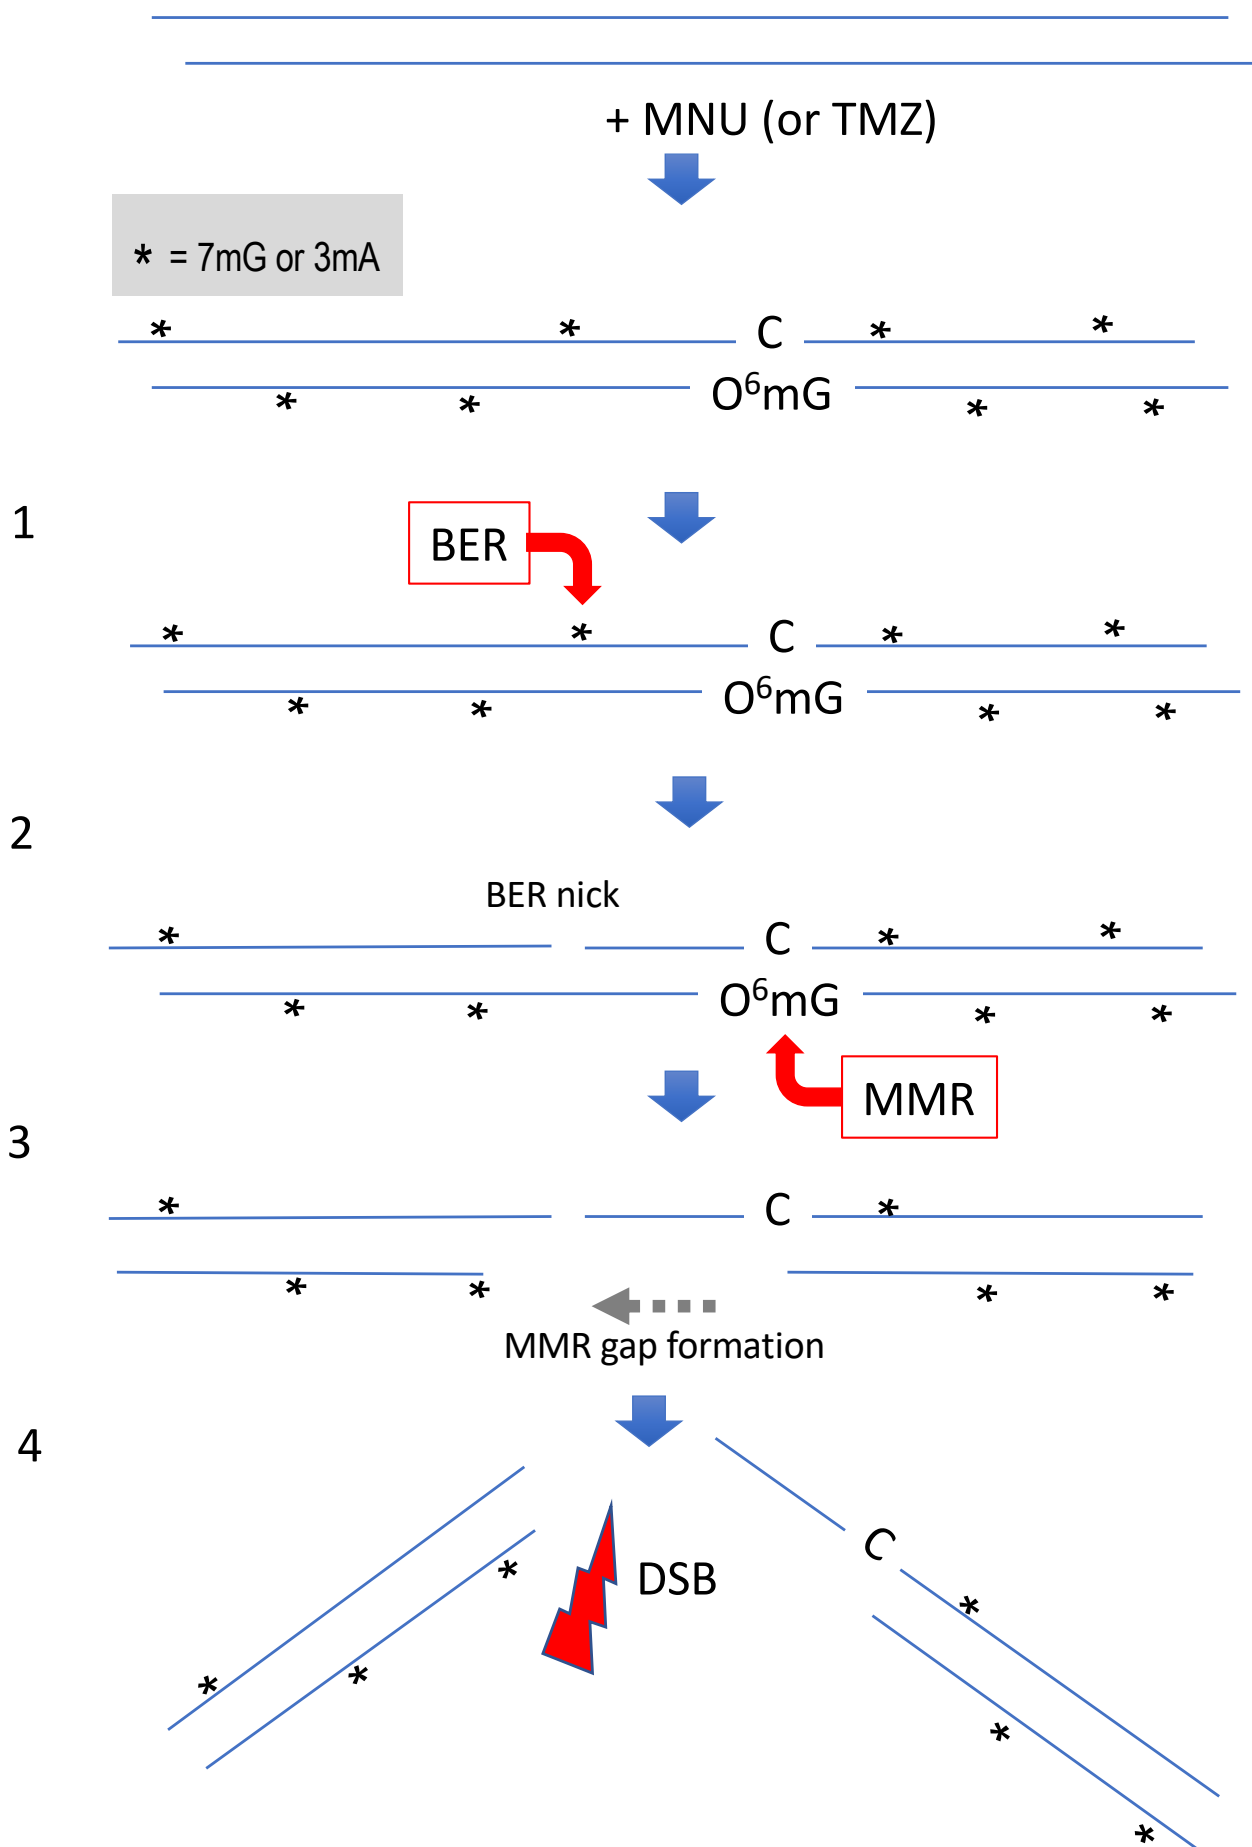 + MNU (or TMZ)
* = 7mG or 3mA
* * C * *
* * O⁶mG * *
1
BER
* * C * *
* * O⁶mG * *
2
BER nick
* C * *
* * O⁶mG * *
MMR
3
* C *
* * * *
MMR gap formation
4
C
DSB
* *
* *
* *